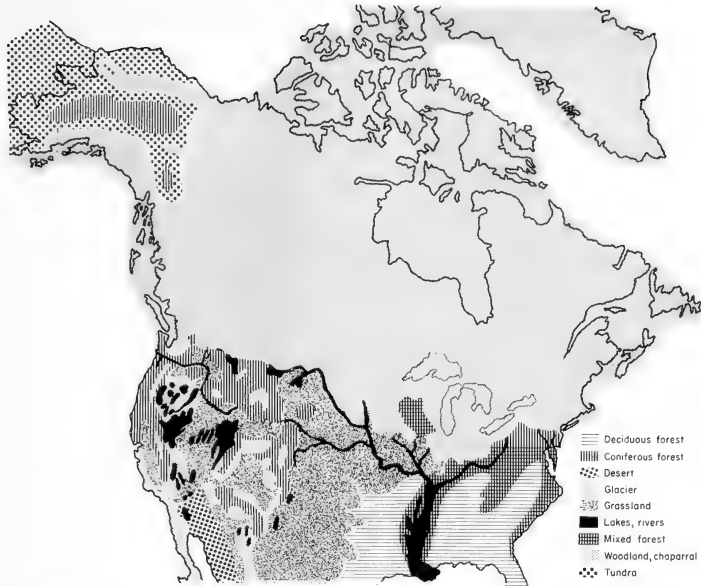 Deciduous forest
Coniferous forest
Desert
Glacier
Grassland
Lakes, rivers
Mixed forest
Woodland, chaparral
Tundra